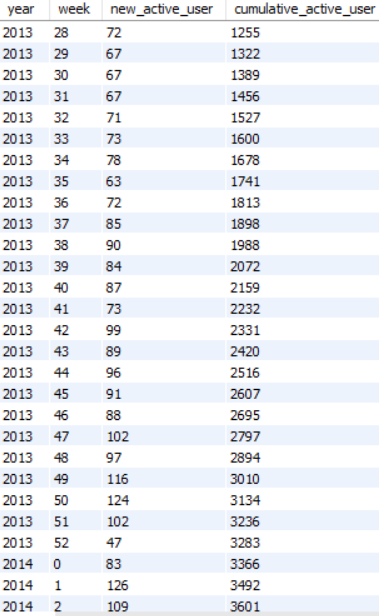 year week new_active_user cumulative_active_user
2013 28 72 1255
2013 29 67 1322
2013 30 67 1389
2013 31 67 1456
2013 32 71 1527
2013 33 73 1600
2013 34 78 1678
2013 35 63 1741
2013 36 72 1813
2013 37 85 1898
2013 38 90 1988
2013 39 84 2072
2013 40 87 2159
2013 41 73 2232
2013 42 99 2331
2013 43 89 2420
2013 44 96 2516
2013 45 91 2607
2013 46 88 2695
2013 47 102 2797
2013 48 97 2894
2013 49 116 3010
2013 50 124 3134
2013 51 102 3236
2013 52 47 3283
2014 0 83 3366
2014 1 126 3492
2014 2 109 3601